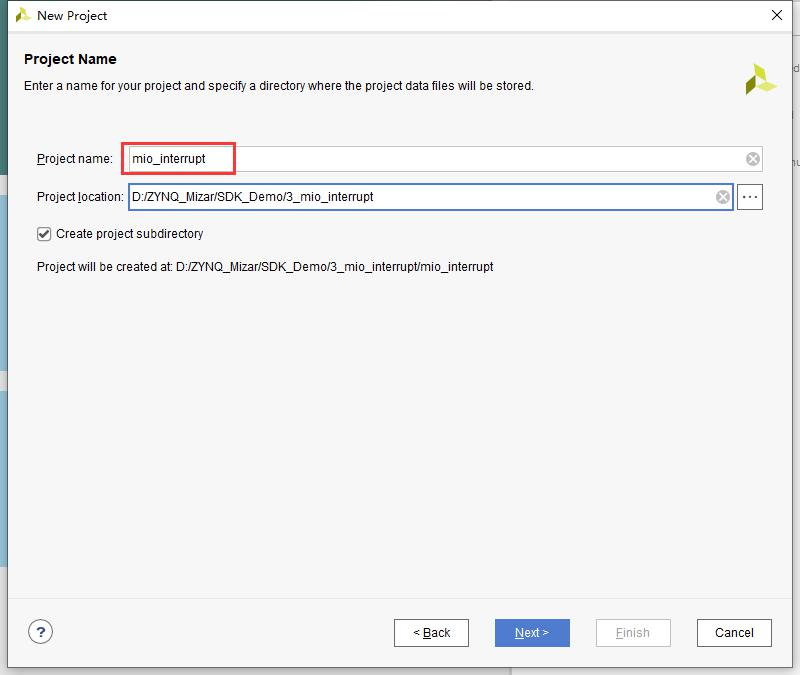 New Project
Project Name
Enter a name for your project and specify a directory where the project data files will be stored.
Project name: mio_interrupt
Project location: D:/ZYNQ_Mizar/SDK_Demo/3_mio_interrupt ...
Create project subdirectory
Project will be created at: D:/ZYNQ_Mizar/SDK_Demo/3_mio_interrupt/mio_interrupt
? < Back Next > Finish Cancel